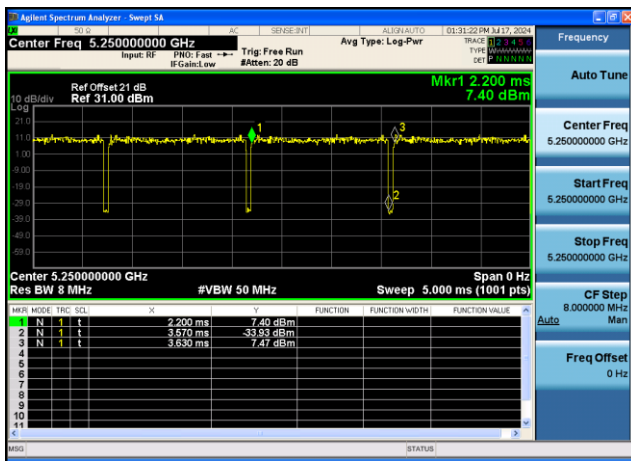 Agilent Spectrum Analyzer - Swept SA
50 Ω AC SENSE:INT ALIGN AUTO 01:31:22 PM Jul 17, 2024
Center Freq 5.250000000 GHz Avg Type: Log-Pwr TRACE 1 2 3 4 5 6
Input: RF PNO: Fast Trig: Free Run TYPE
IFGain:Low #Atten: 20 dB DET P N N N N N
Mkr1 2.200 ms
7.40 dBm
Ref Offset 21 dB
10 dB/div Ref 31.00 dBm
Log
21.0
11.0
1.00
-9.00
-19.0
-29.0
-39.0
-49.0
-59.0
1
3
2
Center 5.250000000 GHz Span 0 Hz
Res BW 8 MHz #VBW 50 MHz Sweep 5.000 ms (1001 pts)
MKR MODE TRC SCL X Y FUNCTION FUNCTION WIDTH FUNCTION VALUE
1 N 1 t 2.200 ms 7.40 dBm
2 N 1 t 3.570 ms -33.93 dBm
3 N 1 t 3.630 ms 7.47 dBm
4
5
6
7
8
9
10
11
MSG STATUS
Frequency
Auto Tune
Center Freq
5.250000000 GHz
Start Freq
5.250000000 GHz
Stop Freq
5.250000000 GHz
CF Step
8.000000 MHz
Auto Man
Freq Offset
0 Hz